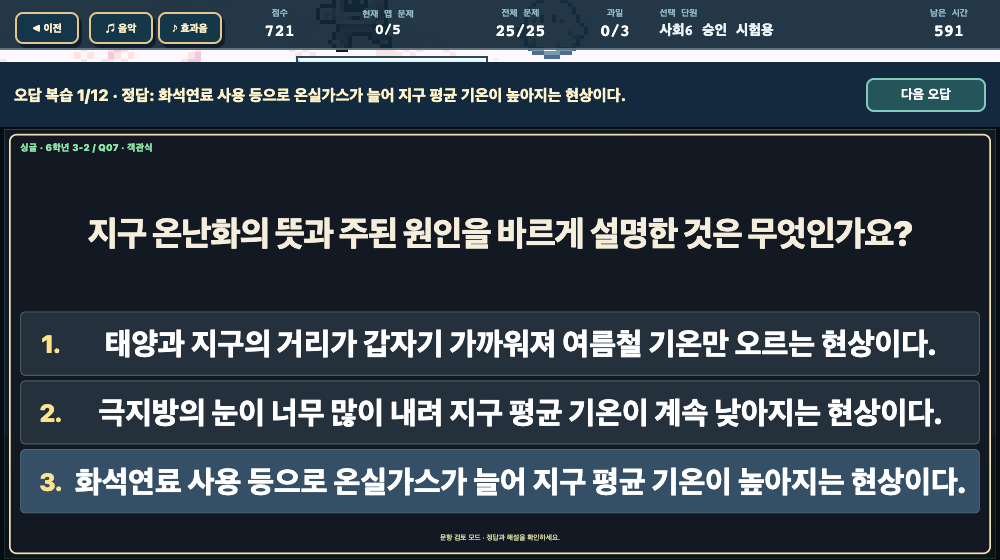 ◀ 이전
♫ 음악
♪ 효과음
점수
721
현재 맵 문제
0/5
전체 문제
25/25
과일
0/3
선택 단원
사회6 승인 시험용
남은 시간
591
오답 복습 1/12 · 정답: 화석연료 사용 등으로 온실가스가 늘어 지구 평균 기온이 높아지는 현상이다.
다음 오답
싱글 · 6학년 3-2 / Q07 · 객관식
지구 온난화의 뜻과 주된 원인을 바르게 설명한 것은 무엇인가요?
1. 태양과 지구의 거리가 갑자기 가까워져 여름철 기온만 오르는 현상이다.
2. 극지방의 눈이 너무 많이 내려 지구 평균 기온이 계속 낮아지는 현상이다.
3. 화석연료 사용 등으로 온실가스가 늘어 지구 평균 기온이 높아지는 현상이다.
문항 검토 모드 · 정답과 해설을 확인하세요.